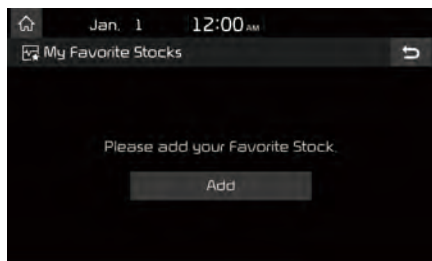 Jan. 1 12:00 AM
My Favorite Stocks
Please add your Favorite Stock.
Add